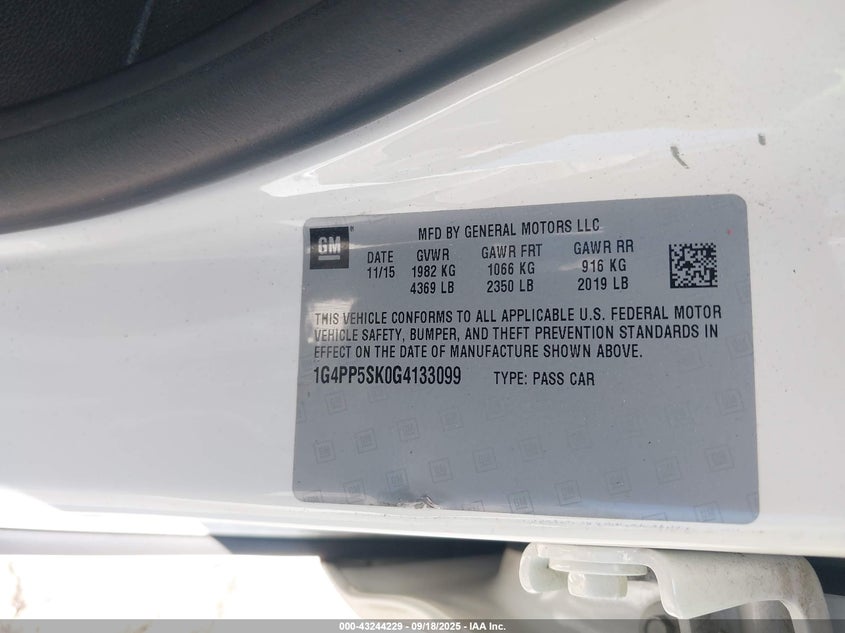 GM
MFD BY GENERAL MOTORS LLC
DATE GVWR GAWR FRT GAWR RR
11/15 1982 KG 1066 KG 916 KG
4369 LB 2350 LB 2019 LB
THIS VEHICLE CONFORMS TO ALL APPLICABLE U.S. FEDERAL MOTOR
VEHICLE SAFETY, BUMPER, AND THEFT PREVENTION STANDARDS IN
EFFECT ON THE DATE OF MANUFACTURE SHOWN ABOVE.
1G4PP5SK0G4133099 TYPE: PASS CAR
000-43244229 - 09/18/2025 - IAA Inc.